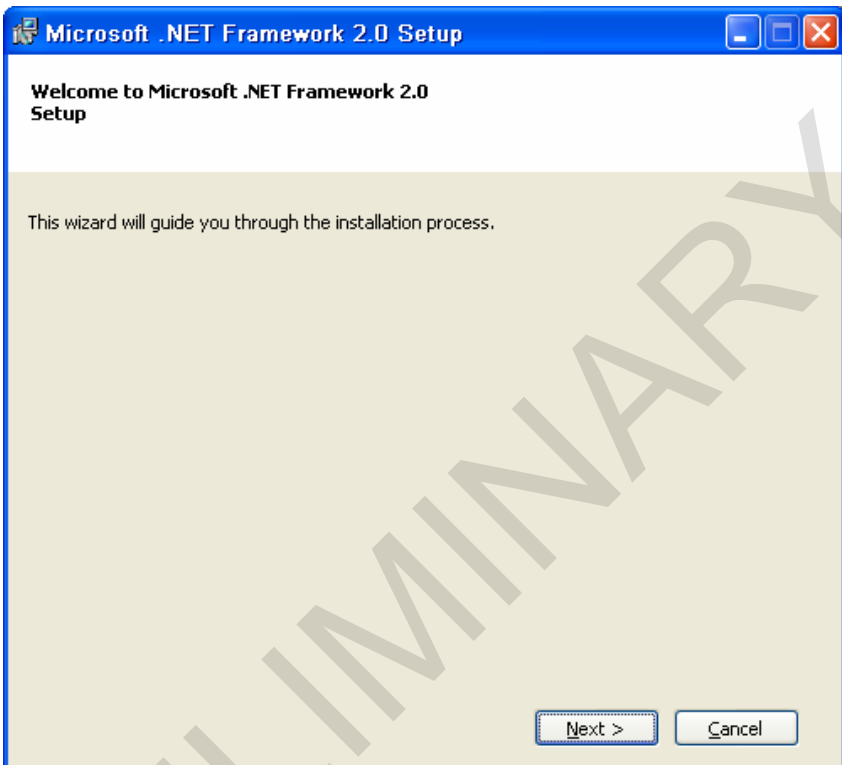 Microsoft .NET Framework 2.0 Setup
Welcome to Microsoft .NET Framework 2.0
Setup
This wizard will guide you through the installation process.
Next >
Cancel
LIMINARY